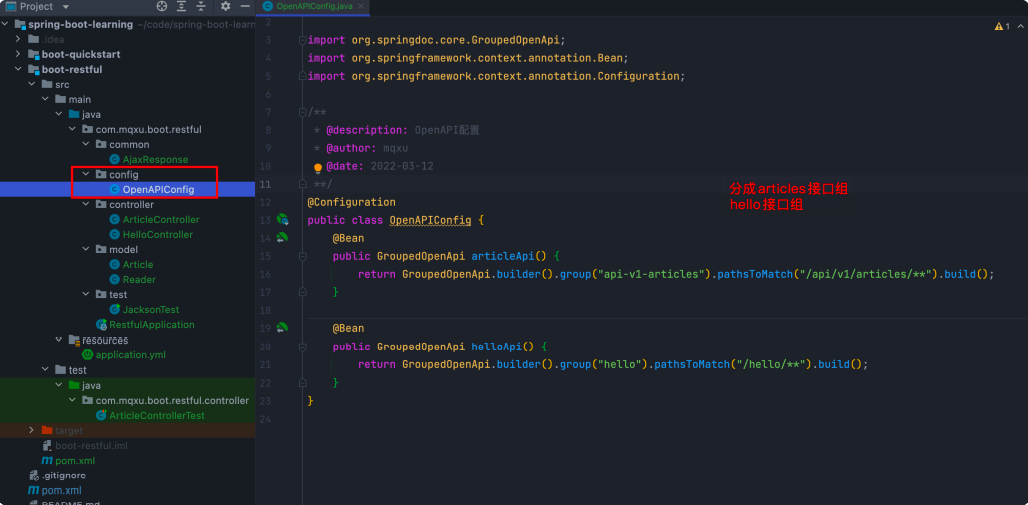 Project
OpenAPIConfig.java
spring-boot-learning ~/code/spring-boot-learn
.idea
boot-quickstart
boot-restful
src
main
java
com.mqxu.boot.restful
common
AjaxResponse
config
OpenAPIConfig
controller
ArticleController
HelloController
model
Article
Reader
test
JacksonTest
RestfulApplication
resources
application.yml
test
java
com.mqxu.boot.restful.controller
ArticleControllerTest
target
boot-restful.iml
pom.xml
.gitignore
pom.xml
README.md
1
2
3 import org.springdoc.core.GroupedOpenApi;
4 import org.springframework.context.annotation.Bean;
5 import org.springframework.context.annotation.Configuration;
6
7 /**
8 * @description: OpenAPI配置
9 * @author: mqxu
10 * @date: 2022-03-12
11 **/
12 @Configuration
13 public class OpenAPIConfig {
14 @Bean
15 public GroupedOpenApi articleApi() {
16 return GroupedOpenApi.builder().group("api-v1-articles").pathsToMatch("/api/v1/articles/**").build();
17 }
18
19 @Bean
20 public GroupedOpenApi helloApi() {
21 return GroupedOpenApi.builder().group("hello").pathsToMatch("/hello/**").build();
22 }
23 }
24
分成articles接口组
hello接口组